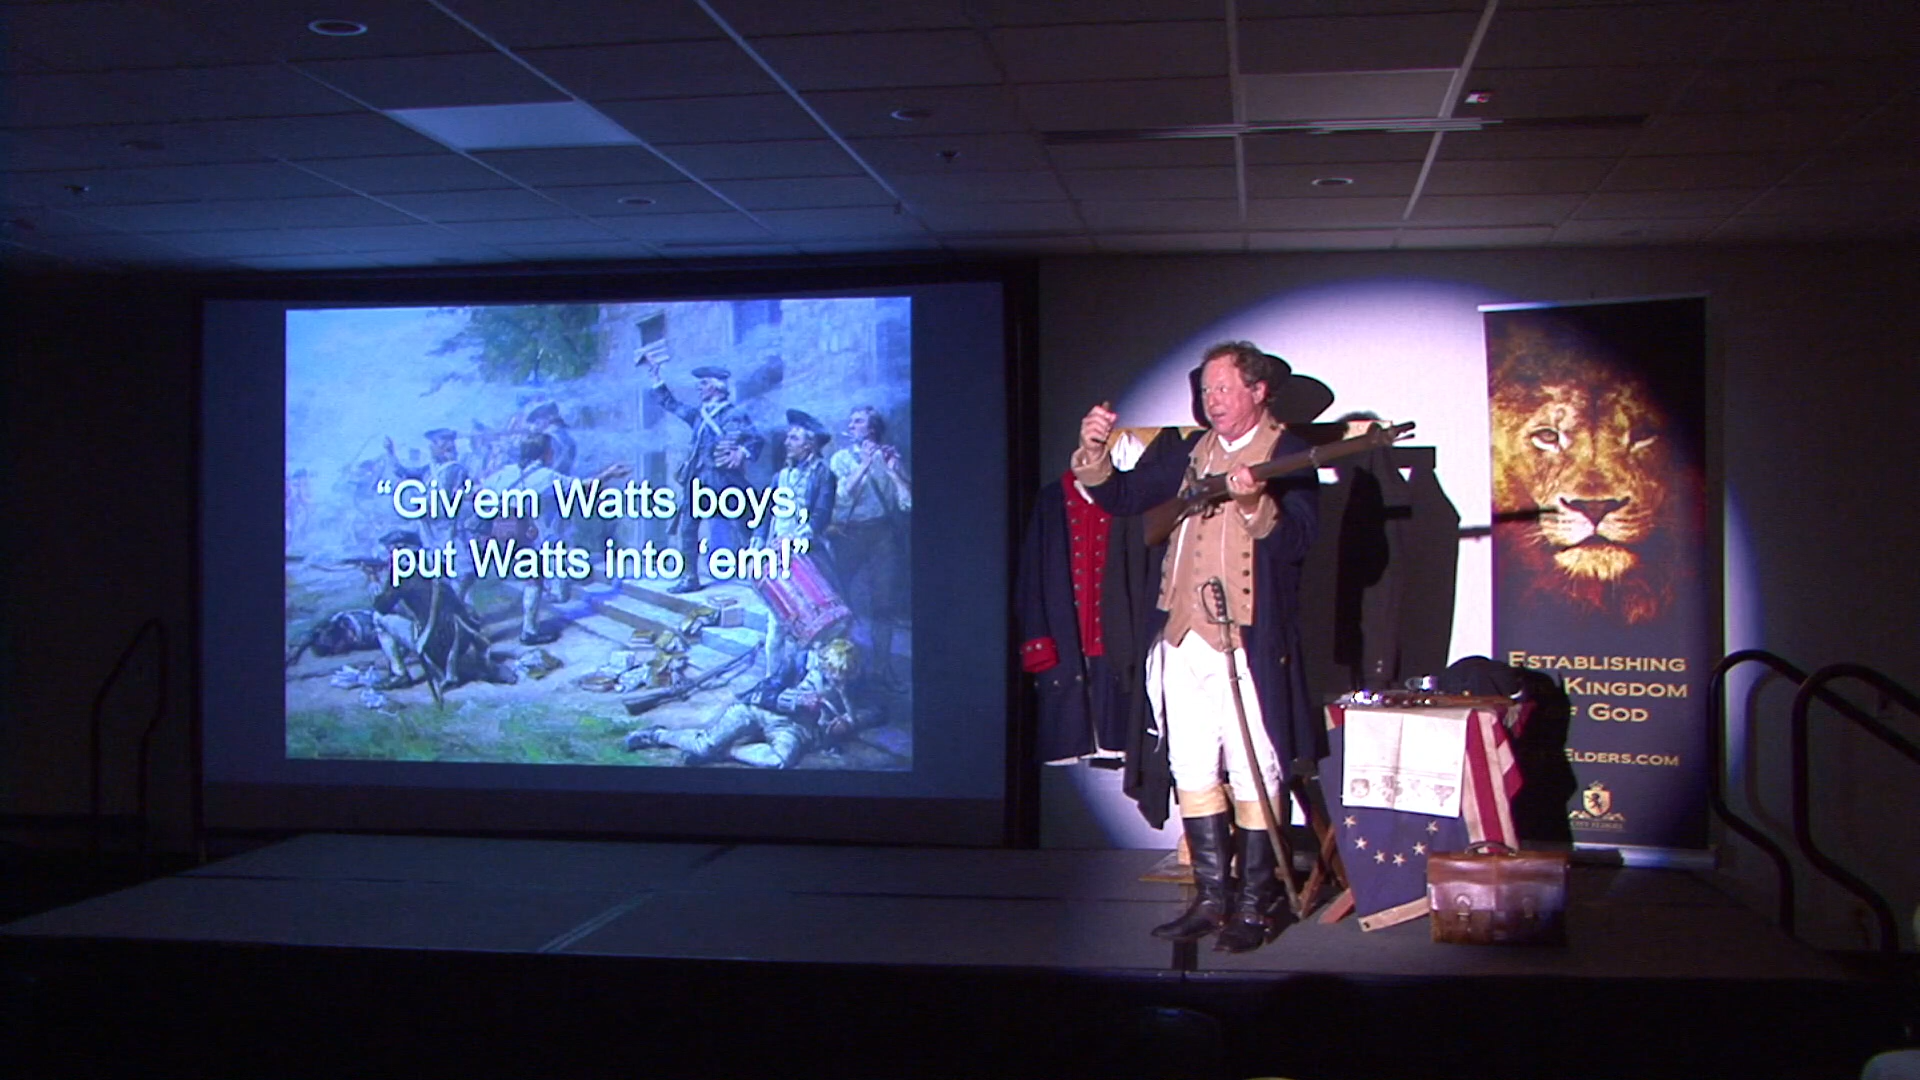 “Giv’em Watts boys,
put Watts into ‘em!”
Establishing
Kingdom
God
Elders.com